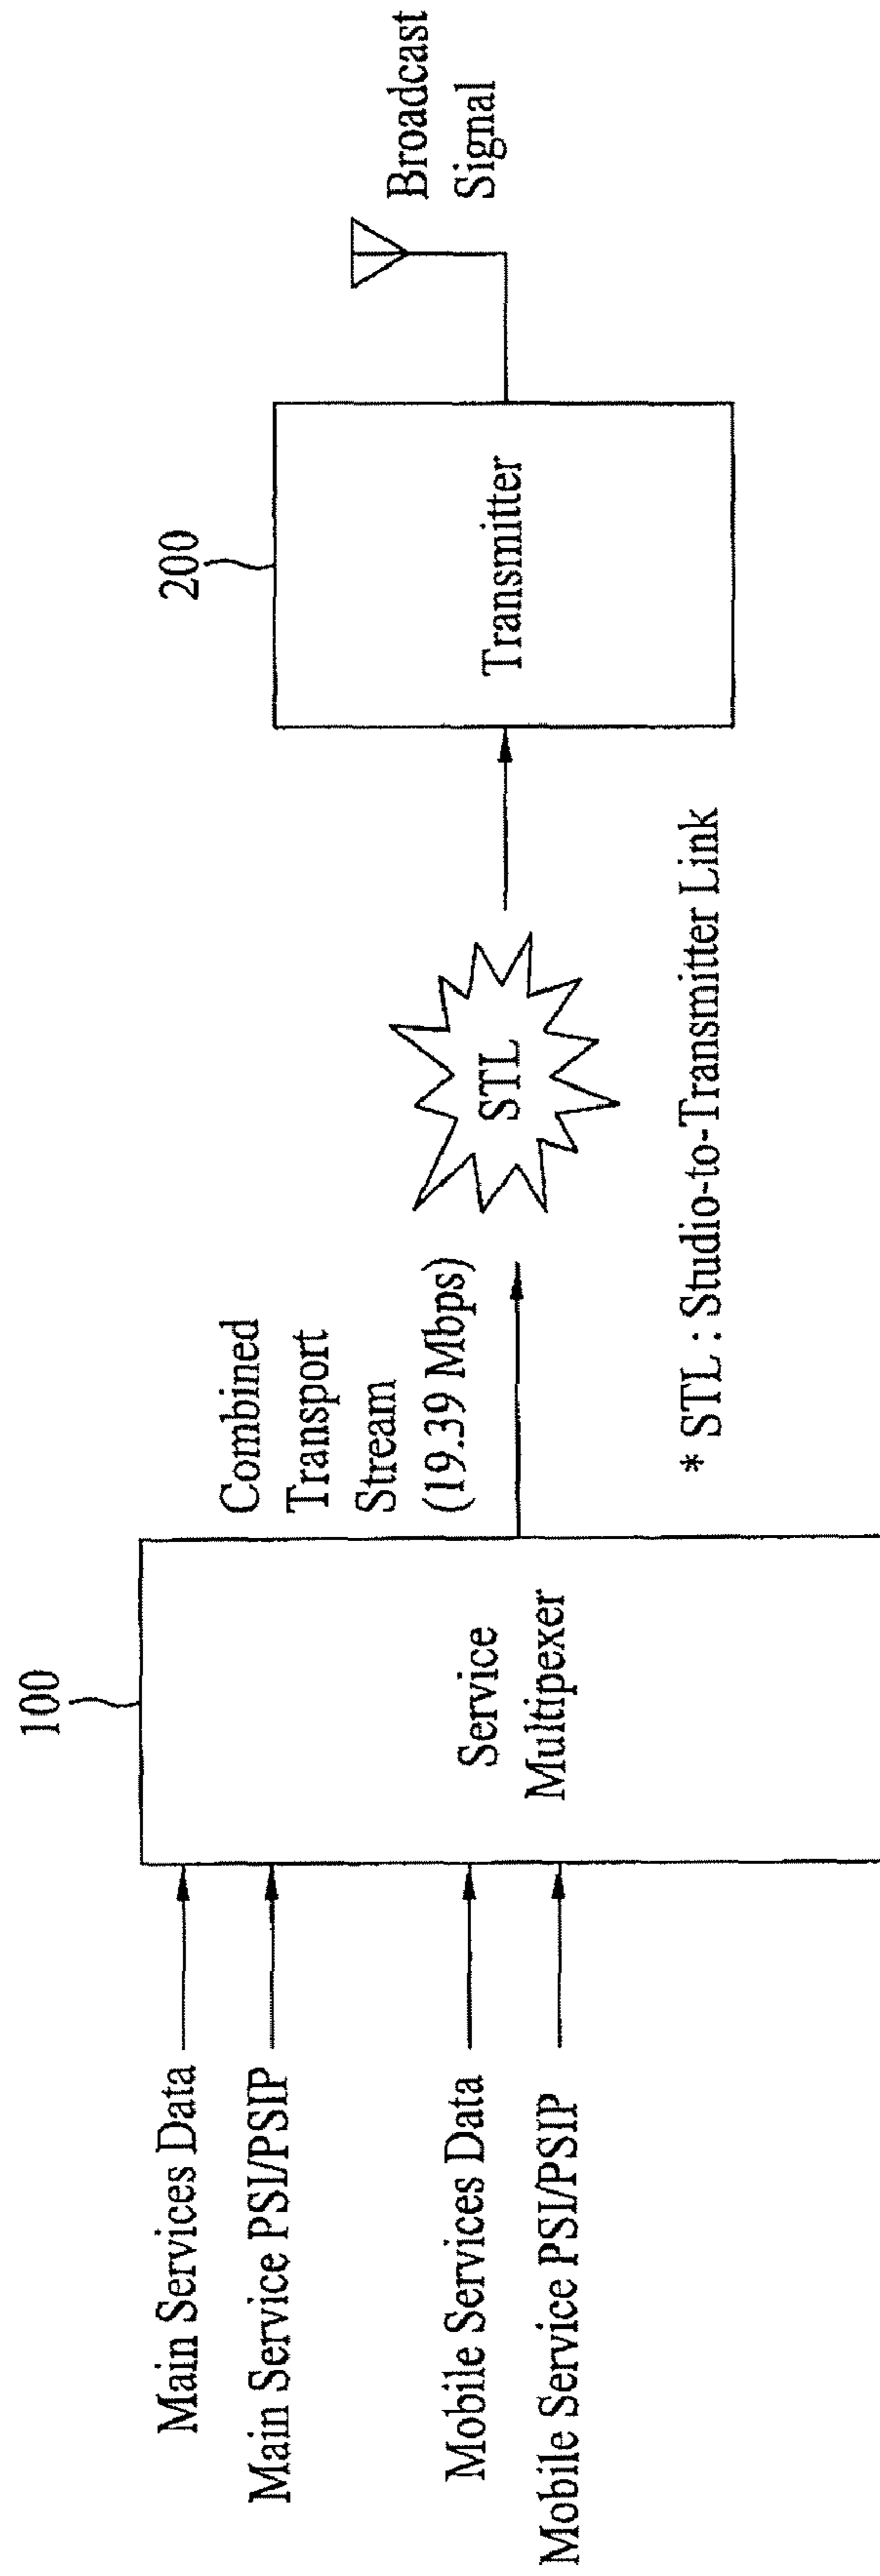 Main Services Data
Main Service PSI/PSIP
Mobile Services Data
Mobile Service PSI/PSIP
100
Service
Multipexer
Combined
Transport
Stream
(19.39 Mbps)
STL
* STL : Studio-to-Transmitter Link
200
Transmitter
Broadcast
Signal